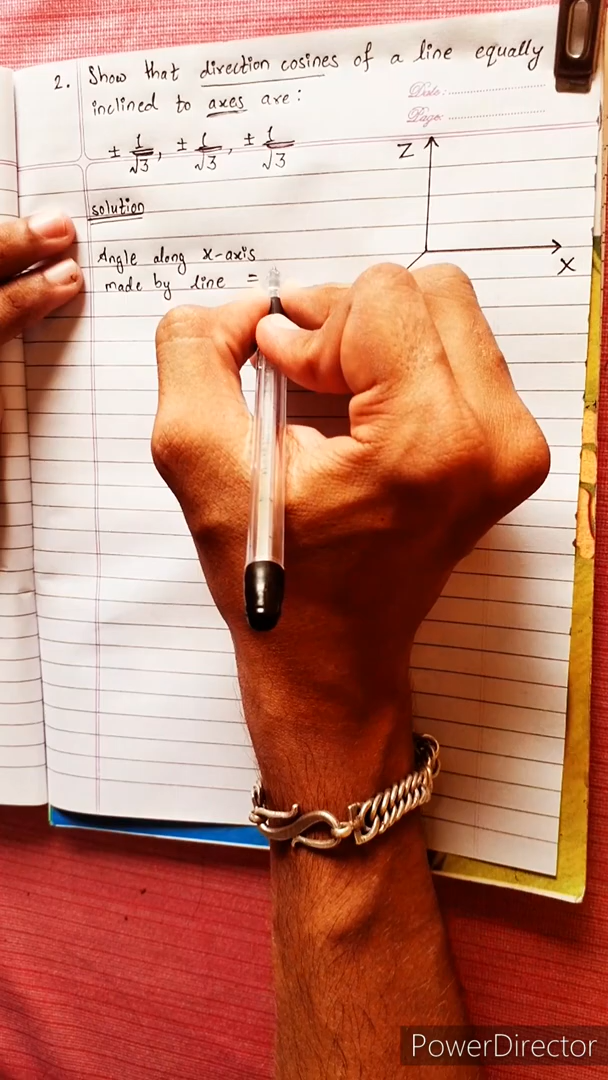 2. Show that direction cosines of a line equally
inclined to axes are:
Date:
Page:
± 1/√3, ± 1/√3, ± 1/√3
Z
solution
X
Angle along x-axis
made by line =
PowerDirector